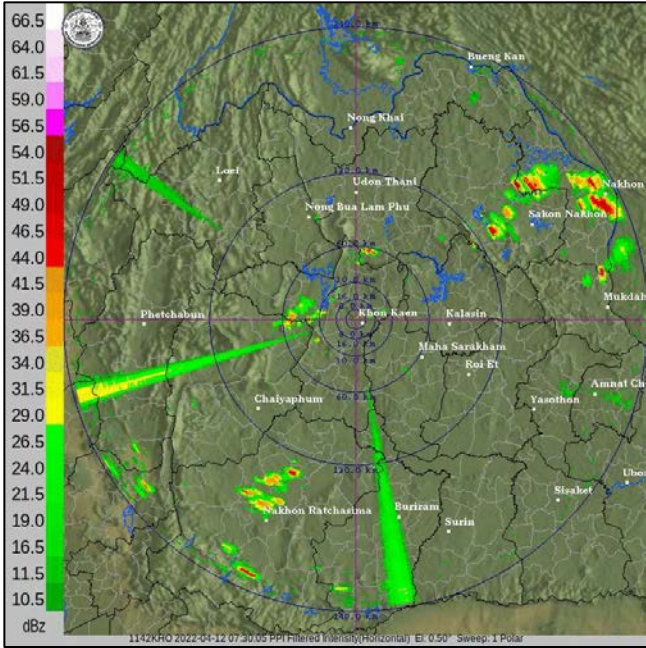 66.5
64.0
61.5
59.0
56.5
54.0
51.5
49.0
46.5
44.0
41.5
39.0
36.5
34.0
31.5
29.0
26.5
24.0
21.5
19.0
16.5
11.5
10.5
dBz
Bueng Kan
Nong Khai
Loei
Udon Thani
Nakhon
Nong Bua Lam Phu
Sakon Nakhon
Mukdah
Phetchabun
Khon Kaen
Kalasin
Maha Sarakham
Roi Et
Chaiyaphum
Yasothon
Amnat Ch
Nakhon Ratchasima
Buriram
Surin
Sisaket
Ubo
1142KHO 2022-04-12 07:30:05 PPI Filtered Intensity(Horizontal) El: 0.50° Sweep: 1 Polar